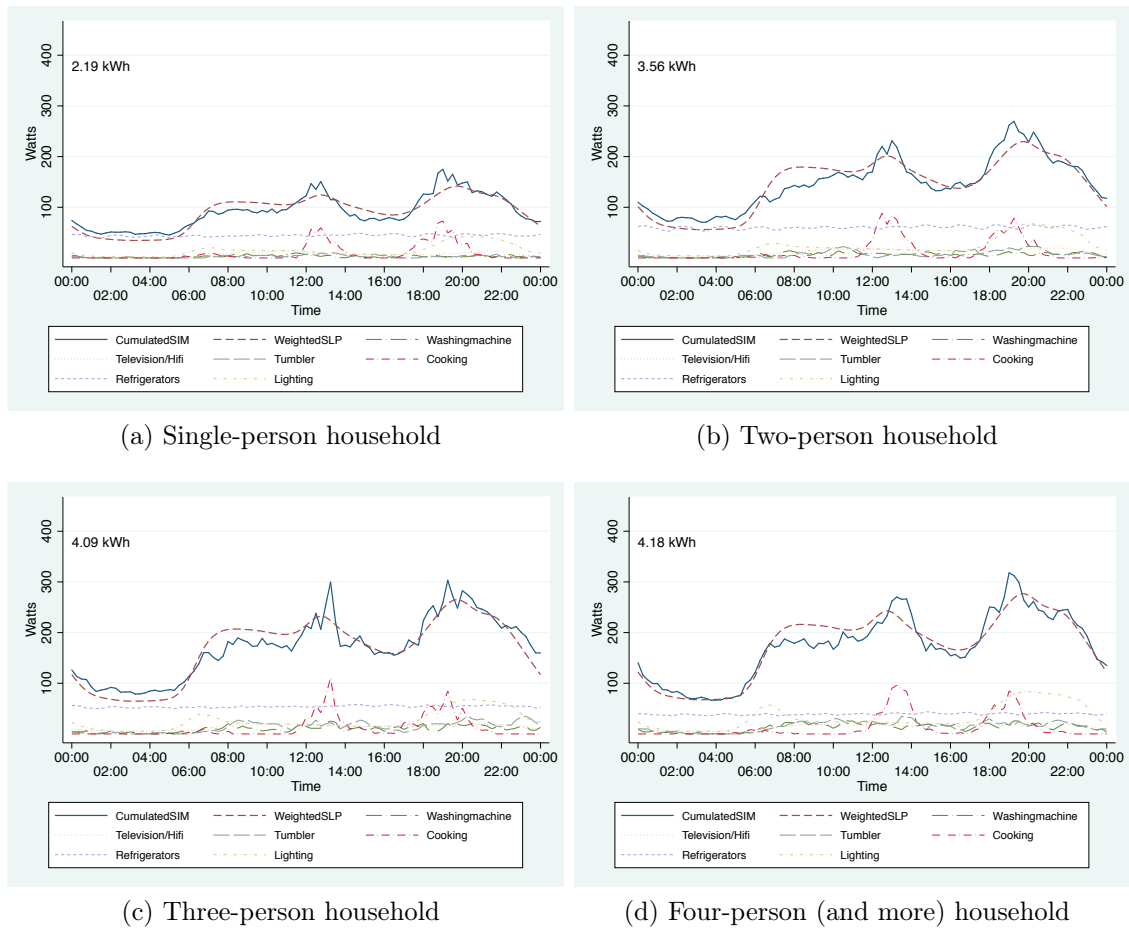 400
300
200
100
Watts
2.19 kWh
00:00 04:00 06:00 08:00 10:00 12:00 14:00 16:00 18:00 20:00 22:00 00:00
02:00
Time
CumulatedSIM WeightedSLP Washingmachine
Television/Hifi Tumbler Cooking
Refrigerators Lighting
(a) Single-person household
400
300
200
100
Watts
3.56 kWh
00:00 04:00 08:00 12:00 16:00 20:00 00:00
02:00 06:00 10:00 14:00 18:00 22:00
Time
CumulatedSIM WeightedSLP Washingmachine
Television/Hifi Tumbler Cooking
Refrigerators Lighting
(b) Two-person household
400
300
200
100
Watts
4.09 kWh
00:00 04:00 06:00 08:00 10:00 12:00 14:00 16:00 18:00 20:00 22:00 00:00
02:00
Time
CumulatedSIM WeightedSLP Washingmachine
Television/Hifi Tumbler Cooking
Refrigerators Lighting
(c) Three-person household
400
300
200
100
Watts
4.18 kWh
00:00 04:00 08:00 12:00 16:00 20:00 00:00
02:00 06:00 10:00 14:00 18:00 22:00
Time
CumulatedSIM WeightedSLP Washingmachine
Television/Hifi Tumbler Cooking
Refrigerators Lighting
(d) Four-person (and more) household